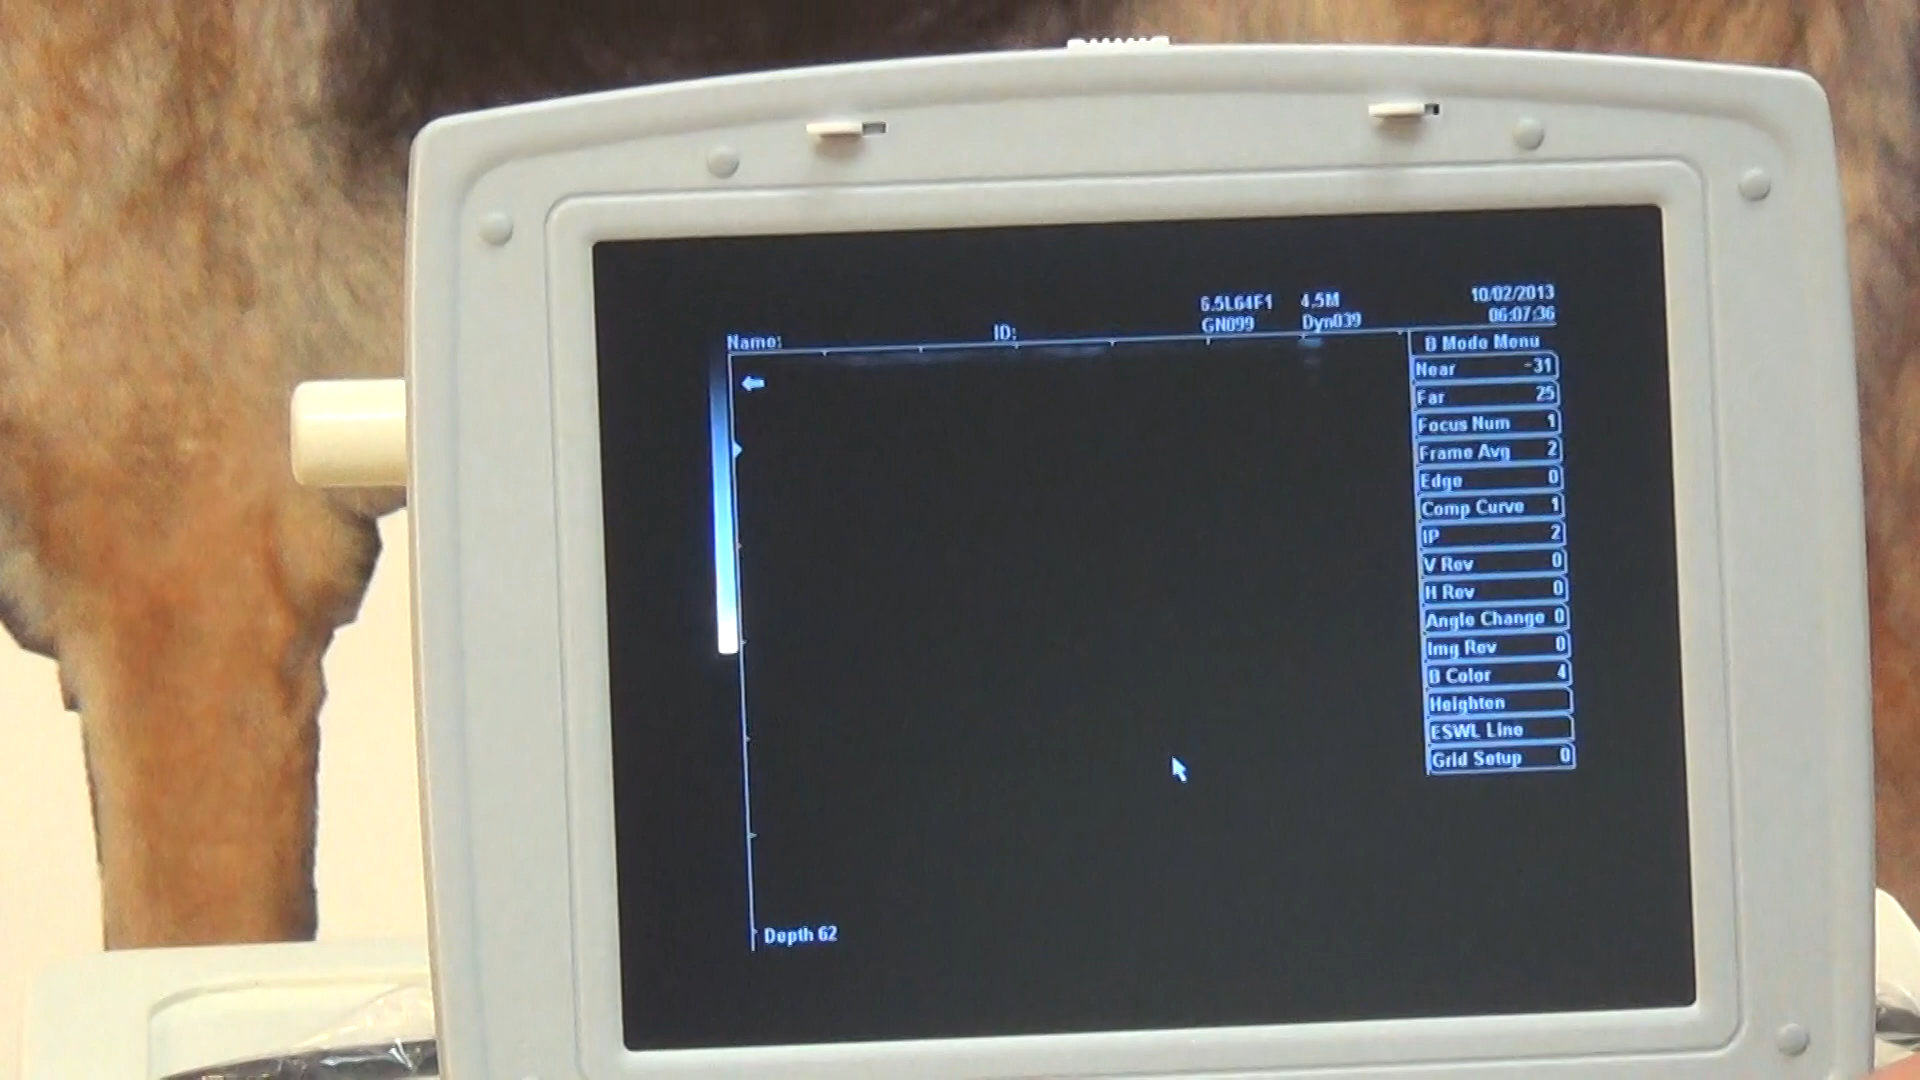 6.5L64F1 4.5M 10/02/2013
GN099 Dyn039 06:07:36
Name: ID:
B Mode Menu
Near -31
Far 25
Focus Num 1
Frame Avg 2
Edge 0
Comp Curve 1
IP 2
V Rev 0
H Rev 0
Angle Change 0
Img Rev 0
B Color 4
Heighten
ESWL Line
Grid Setup 0
Depth 62